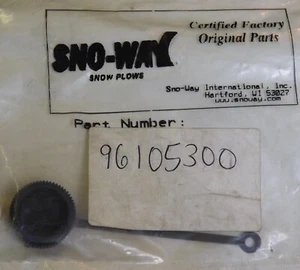 Certified Factory
Original Parts
SNO-WAY
SNOW PLOWS
Sno-Way International, Inc.
Hartford, WI 53027
www.snoway.com
Part Number:
96105300